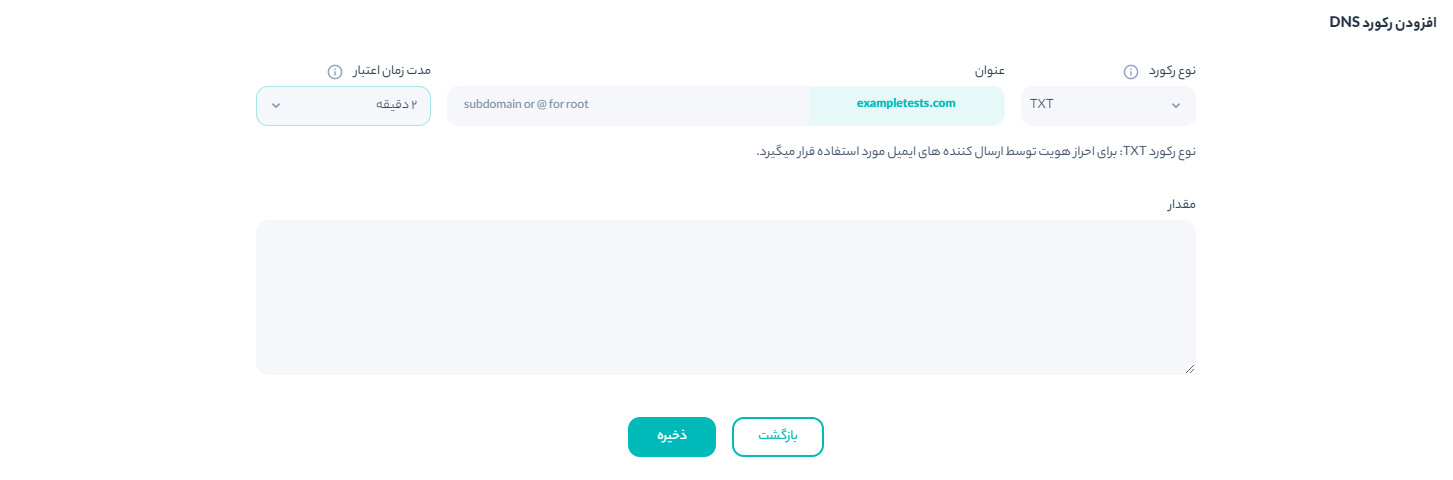 افزودن رکورد DNS
نوع رکورد
عنوان
مدت زمان اعتبار
TXT
exampletests.com
subdomain or @ for root
۲ دقیقه
نوع رکورد TXT: برای احراز هویت توسط ارسال کننده های ایمیل مورد استفاده قرار میگیرد.
مقدار
بازگشت
ذخیره